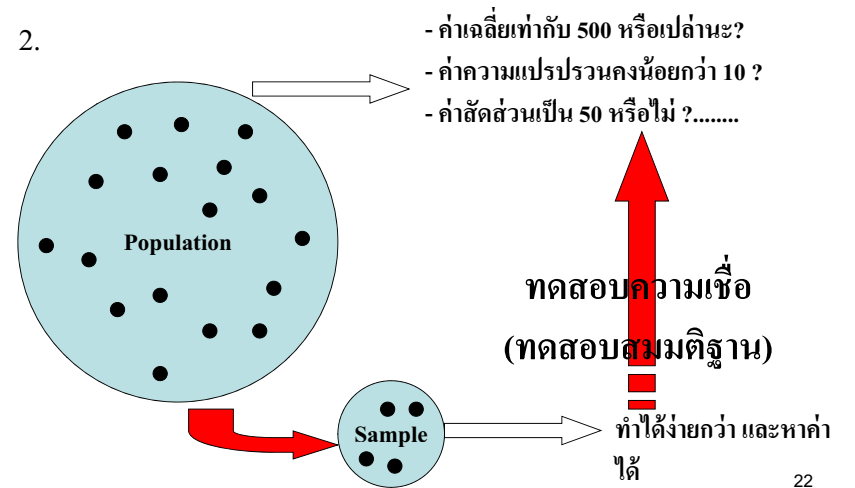 2.
- ค่าเฉลี่ยเท่ากับ 500 หรือเปล่านะ?
- ค่าความแปรปรวนคงน้อยกว่า 10 ?
- ค่าสัดส่วนเป็น 50 หรือไม่ ?........
Population
ทดสอบความเชื่อ
(ทดสอบสมมติฐาน)
Sample
ทำได้ง่ายกว่า และหาค่า
ได้
22